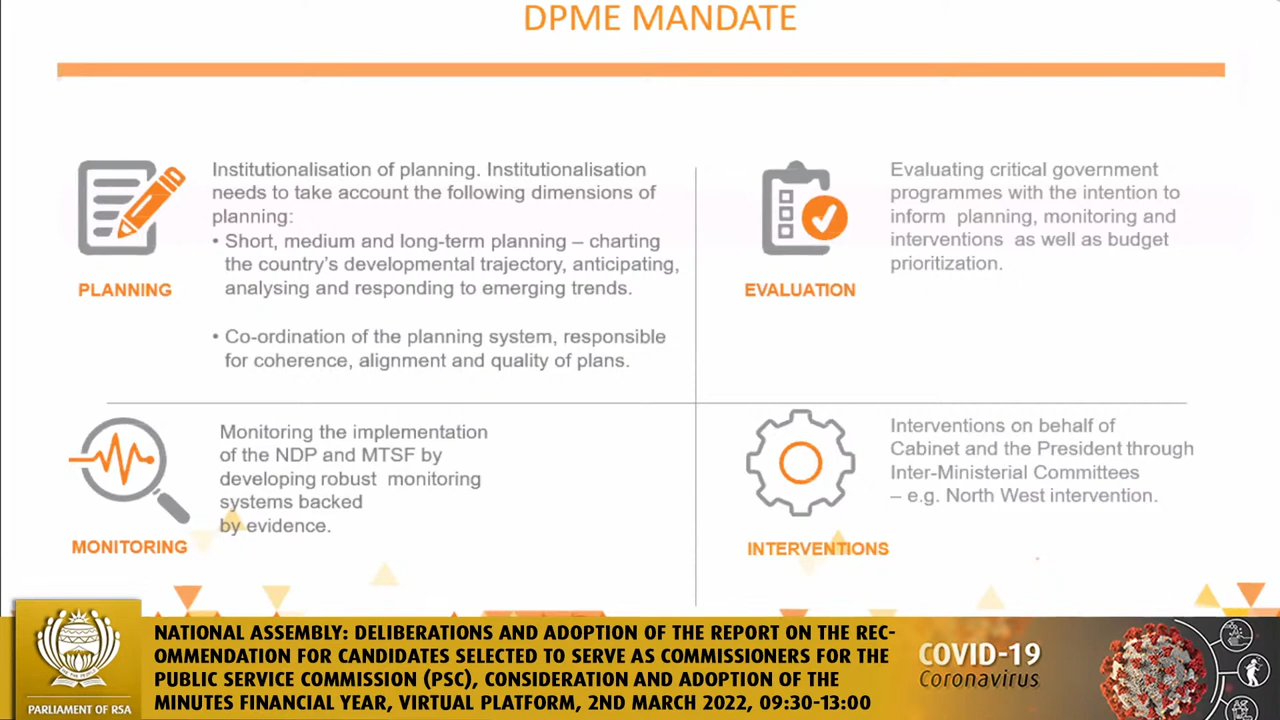 DPME MANDATE
Institutionalisation of planning. Institutionalisation
needs to take account the following dimensions of
planning:
• Short, medium and long-term planning – charting
the country's developmental trajectory, anticipating,
analysing and responding to emerging trends.
• Co-ordination of the planning system, responsible
for coherence, alignment and quality of plans.
PLANNING
Evaluating critical government
programmes with the intention to
inform planning, monitoring and
interventions as well as budget
prioritization.
EVALUATION
Monitoring the implementation
of the NDP and MTSF by
developing robust monitoring
systems backed
by evidence.
MONITORING
Interventions on behalf of
Cabinet and the President through
Inter-Ministerial Committees
– e.g. North West intervention.
INTERVENTIONS
PARLIAMENT OF RSA
NATIONAL ASSEMBLY: DELIBERATIONS AND ADOPTION OF THE REPORT ON THE REC-
OMMENDATION FOR CANDIDATES SELECTED TO SERVE AS COMMISSIONERS FOR THE
PUBLIC SERVICE COMMISSION (PSC), CONSIDERATION AND ADOPTION OF THE
MINUTES FINANCIAL YEAR, VIRTUAL PLATFORM, 2ND MARCH 2022, 09:30-13:00
COVID-19
Coronavirus